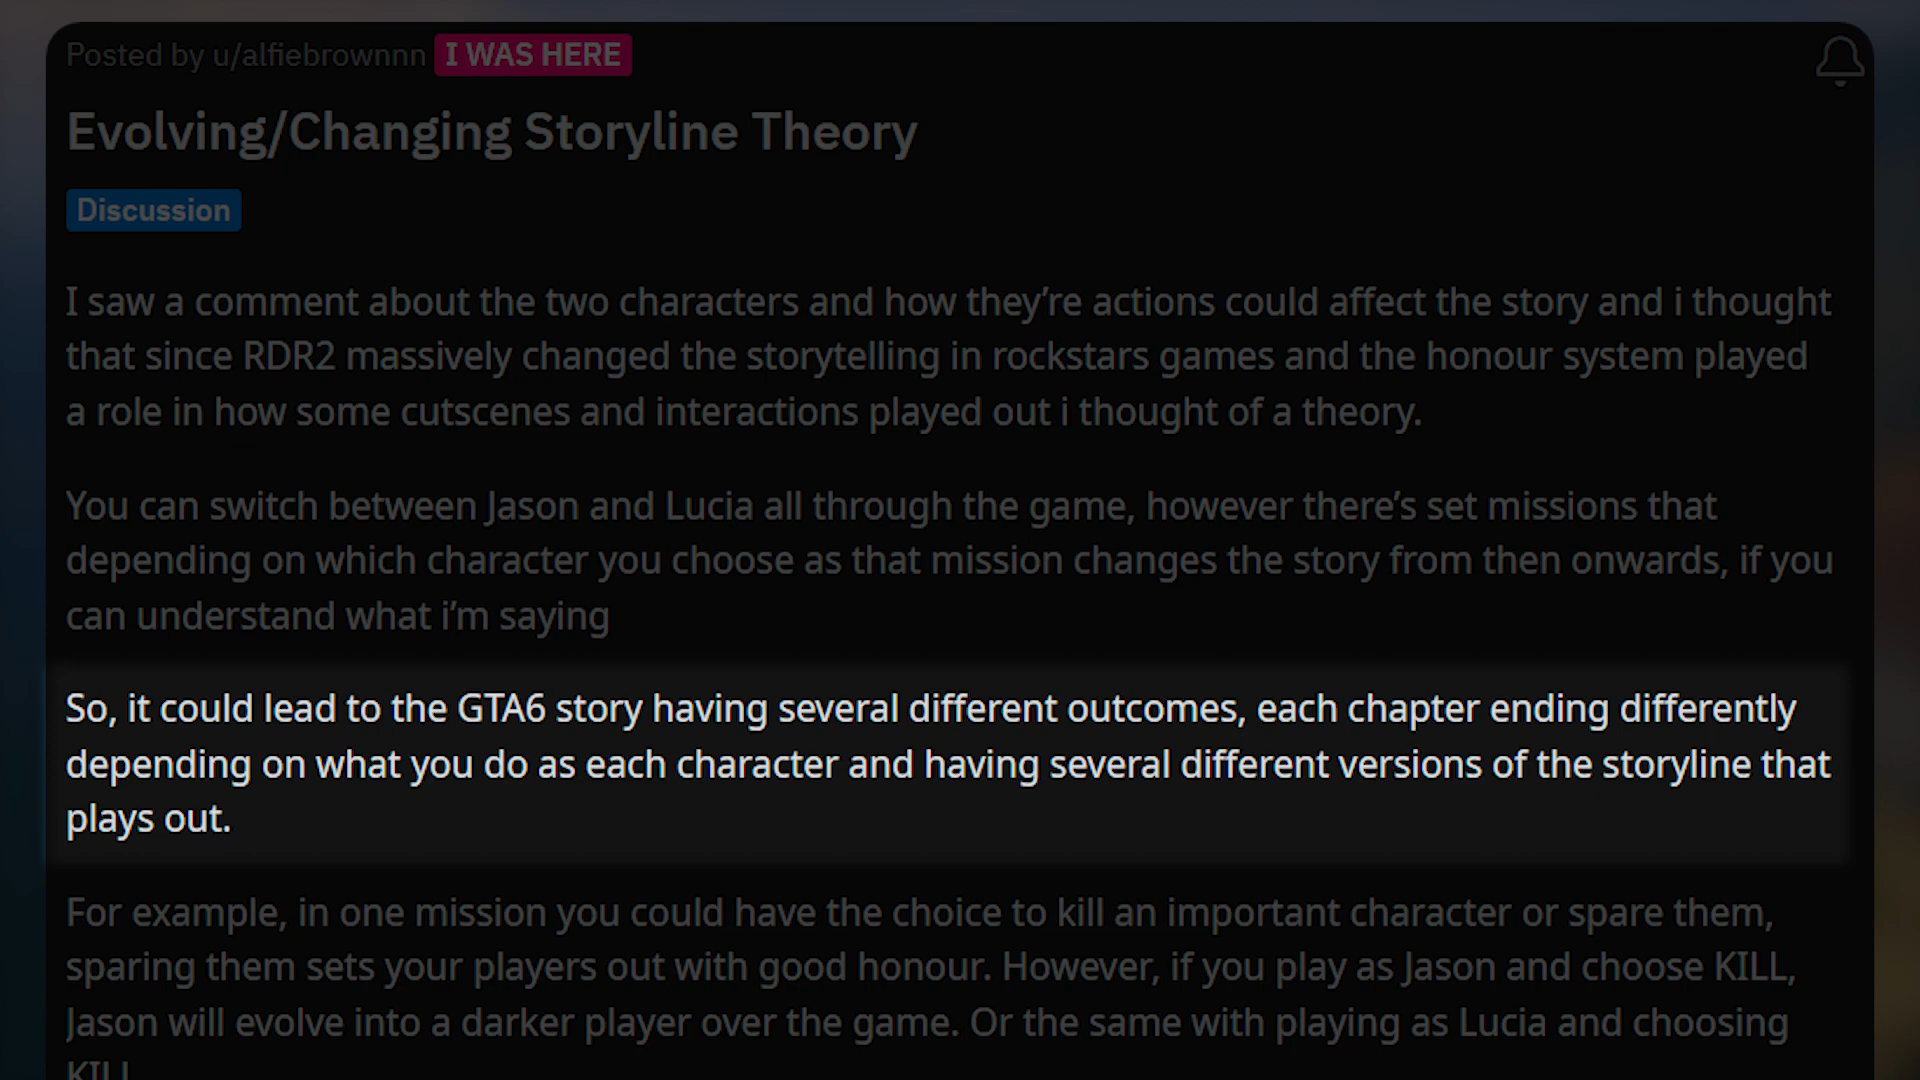 Posted by u/alfiebrownnn I WAS HERE
Evolving/Changing Storyline Theory
Discussion
I saw a comment about the two characters and how they’re actions could affect the story and i thought
that since RDR2 massively changed the storytelling in rockstars games and the honour system played
a role in how some cutscenes and interactions played out i thought of a theory.
You can switch between Jason and Lucia all through the game, however there’s set missions that
depending on which character you choose as that mission changes the story from then onwards, if you
can understand what i’m saying
So, it could lead to the GTA6 story having several different outcomes, each chapter ending differently
depending on what you do as each character and having several different versions of the storyline that
plays out.
For example, in one mission you could have the choice to kill an important character or spare them,
sparing them sets your players out with good honour. However, if you play as Jason and choose KILL,
Jason will evolve into a darker player over the game. Or the same with playing as Lucia and choosing
KILL